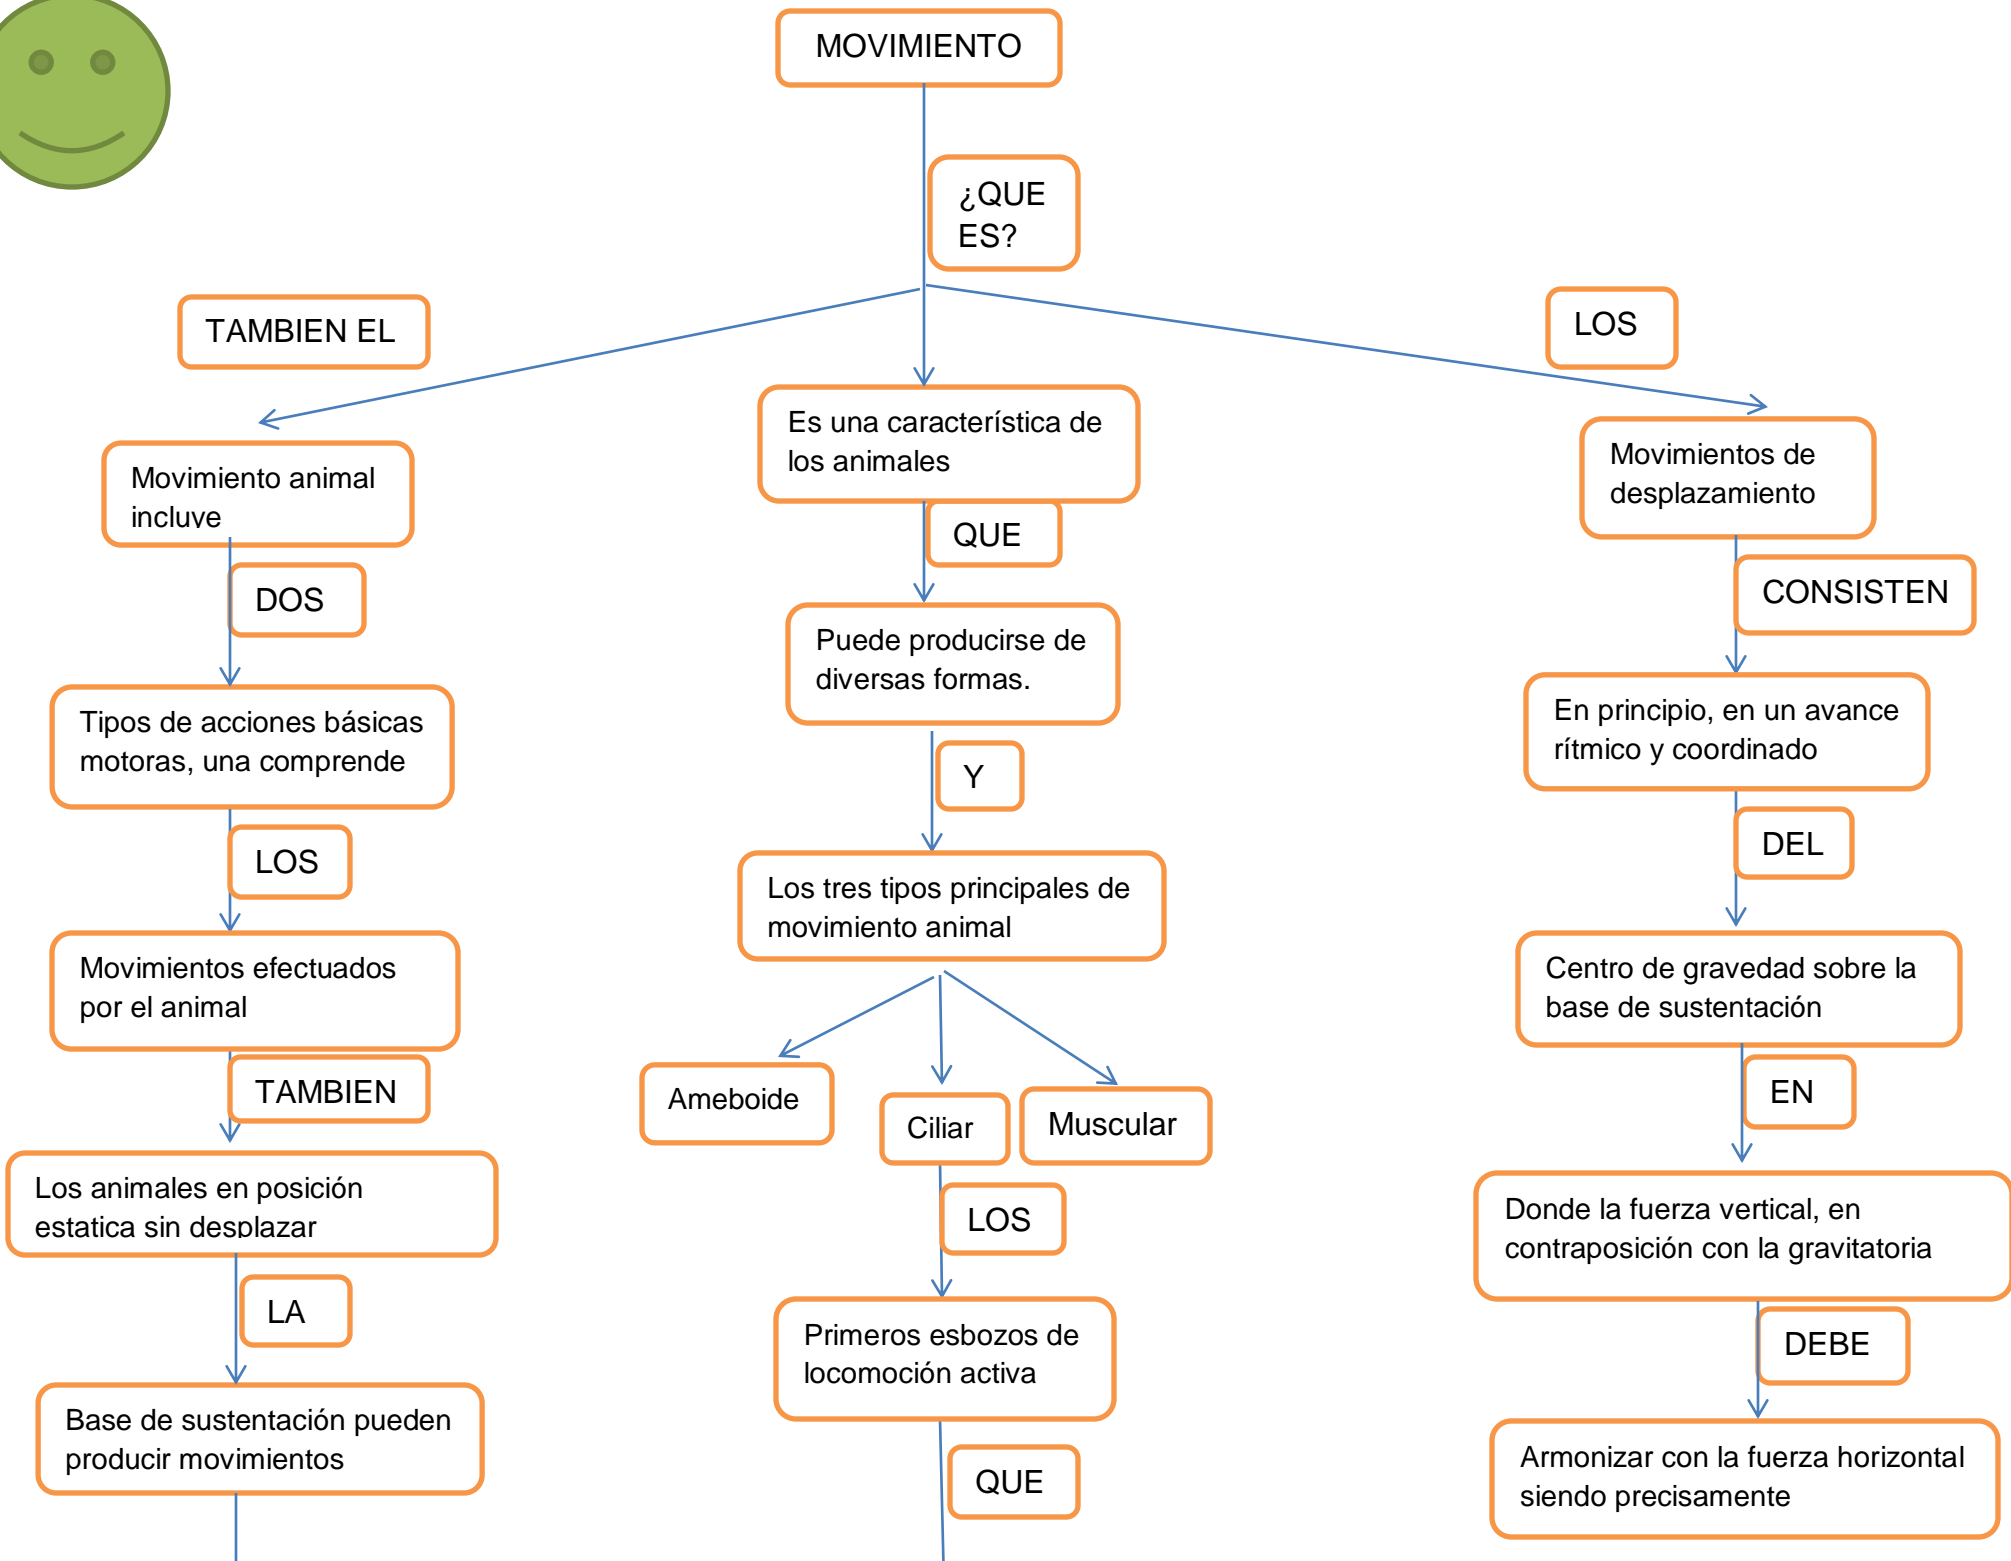 MOVIMIENTO
¿QUE
ES?
TAMBIEN EL
LOS
Es una característica de
los animales
Movimiento animal
incluye
Movimientos de
desplazamiento
QUE
DOS
CONSISTEN
Puede producirse de
diversas formas.
Tipos de acciones básicas
motoras, una comprende
En principio, en un avance
rítmico y coordinado
Y
LOS
DEL
Los tres tipos principales de
movimiento animal
Movimientos efectuados
por el animal
Centro de gravedad sobre la
base de sustentación
TAMBIEN
Ameboide
Ciliar
Muscular
EN
Los animales en posición
estatica sin desplazar
LOS
Donde la fuerza vertical, en
contraposición con la gravitatoria
LA
Primeros esbozos de
locomoción activa
DEBE
Base de sustentación pueden
producir movimientos
QUE
Armonizar con la fuerza horizontal
siendo precisamente